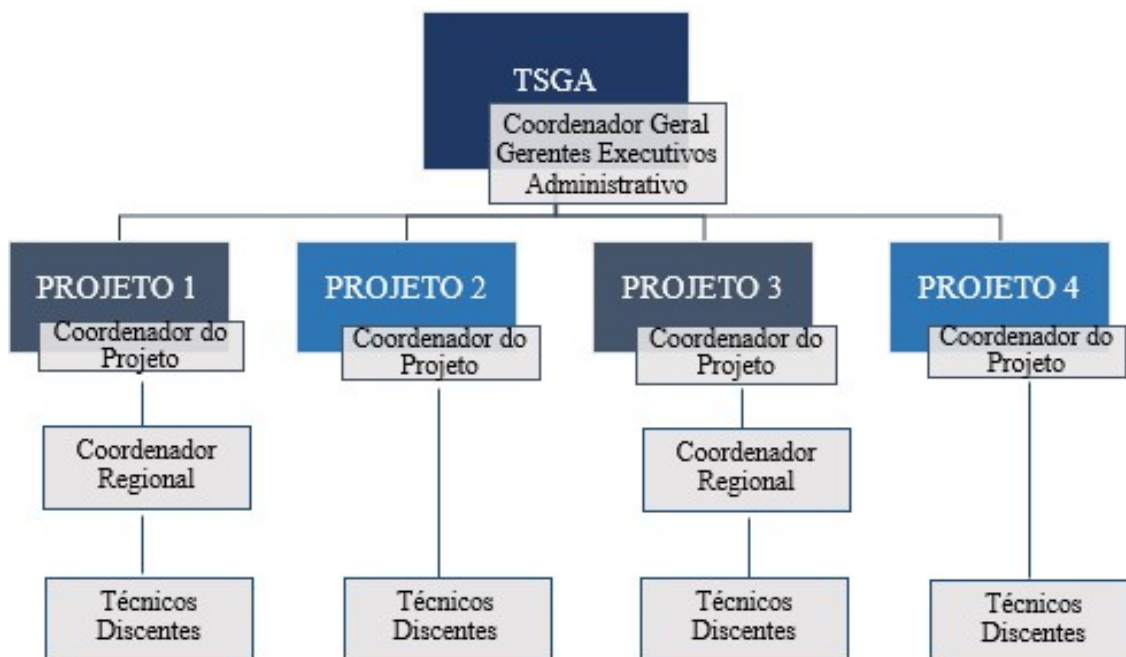 TSGA
Coordenador Geral
Gerentes Executivos
Administrativo
PROJETO 1
Coordenador do
Projeto
Coordenador
Regional
Técnicos
Discentes
PROJETO 2
Coordenador do
Projeto
Técnicos
Discentes
PROJETO 3
Coordenador do
Projeto
Coordenador
Regional
Técnicos
Discentes
PROJETO 4
Coordenador do
Projeto
Técnicos
Discentes